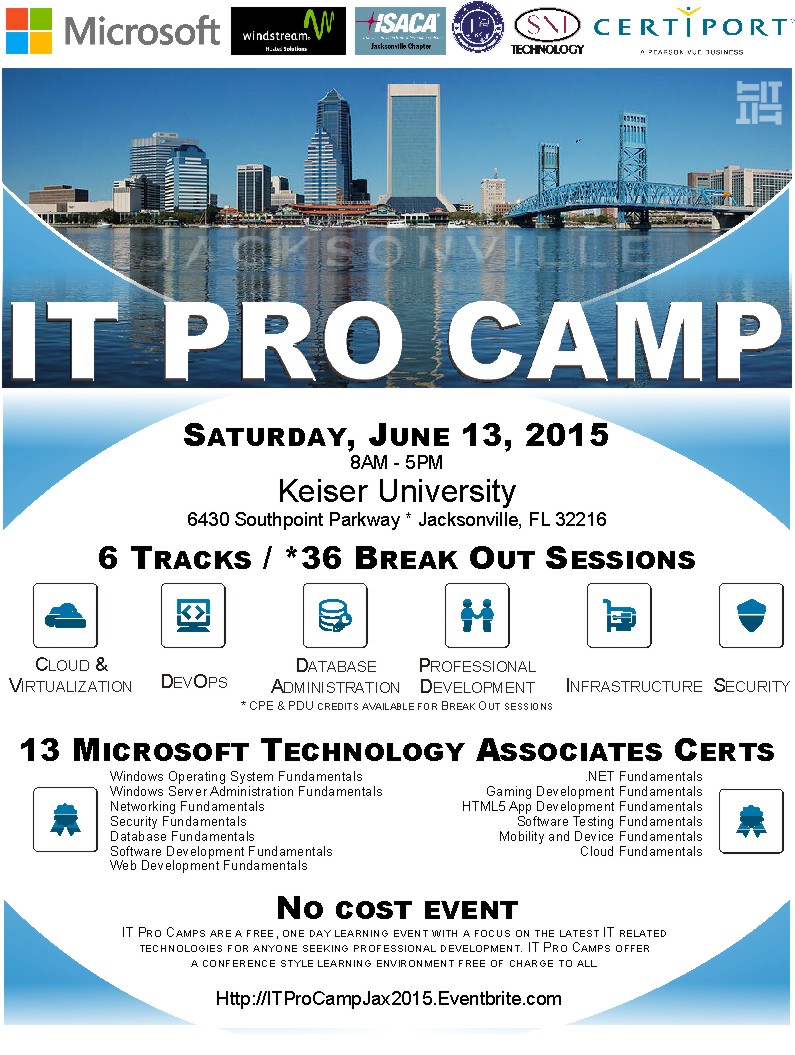 Microsoft
windstream.
Hosted Solutions
ISACA®
Jacksonville Chapter
SNI
TECHNOLOGY
CERTIPORT
A PEARSON VUE BUSINESS
IT
JACKSONVILLE
IT PRO CAMP
SATURDAY, JUNE 13, 2015
8AM - 5PM
Keiser University
6430 Southpoint Parkway * Jacksonville, FL 32216
6 TRACKS / *36 BREAK OUT SESSIONS
CLOUD &
VIRTUALIZATION
DEVOPS
DATABASE
ADMINISTRATION
PROFESSIONAL
DEVELOPMENT
INFRASTRUCTURE
SECURITY
* CPE & PDU CREDITS AVAILABLE FOR BREAK OUT SESSIONS
13 MICROSOFT TECHNOLOGY ASSOCIATES CERTS
Windows Operating System Fundamentals
Windows Server Administration Fundamentals
Networking Fundamentals
Security Fundamentals
Database Fundamentals
Software Development Fundamentals
Web Development Fundamentals
.NET Fundamentals
Gaming Development Fundamentals
HTML5 App Development Fundamentals
Software Testing Fundamentals
Mobility and Device Fundamentals
Cloud Fundamentals
NO COST EVENT
IT PRO CAMPS ARE A FREE, ONE DAY LEARNING EVENT WITH A FOCUS ON THE LATEST IT RELATED
TECHNOLOGIES FOR ANYONE SEEKING PROFESSIONAL DEVELOPMENT. IT PRO CAMPS OFFER
A CONFERENCE STYLE LEARNING ENVIRONMENT FREE OF CHARGE TO ALL
Http://ITProCampJax2015.Eventbrite.com